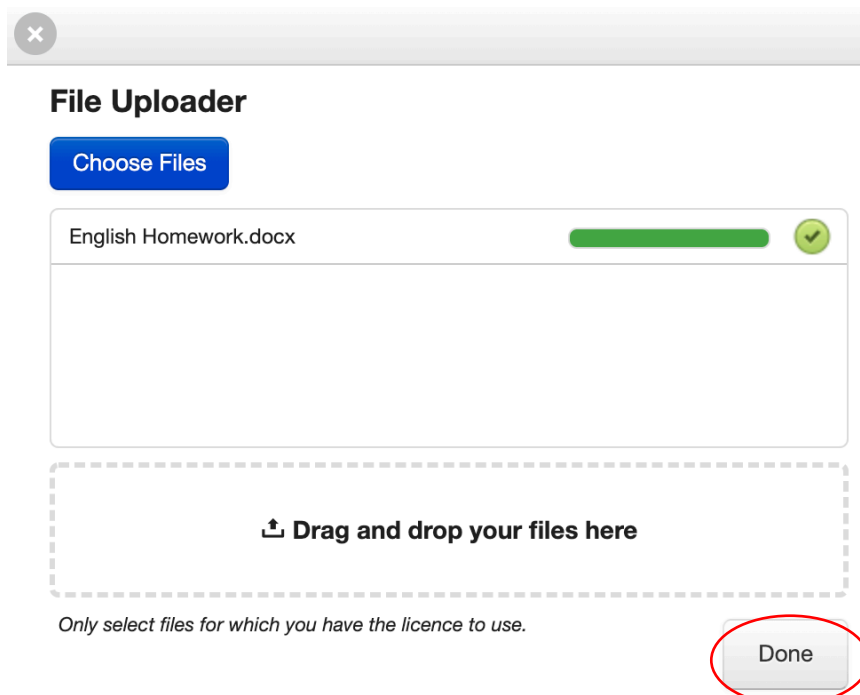 File Uploader
Choose Files
English Homework.docx
Drag and drop your files here
Only select files for which you have the licence to use.
Done